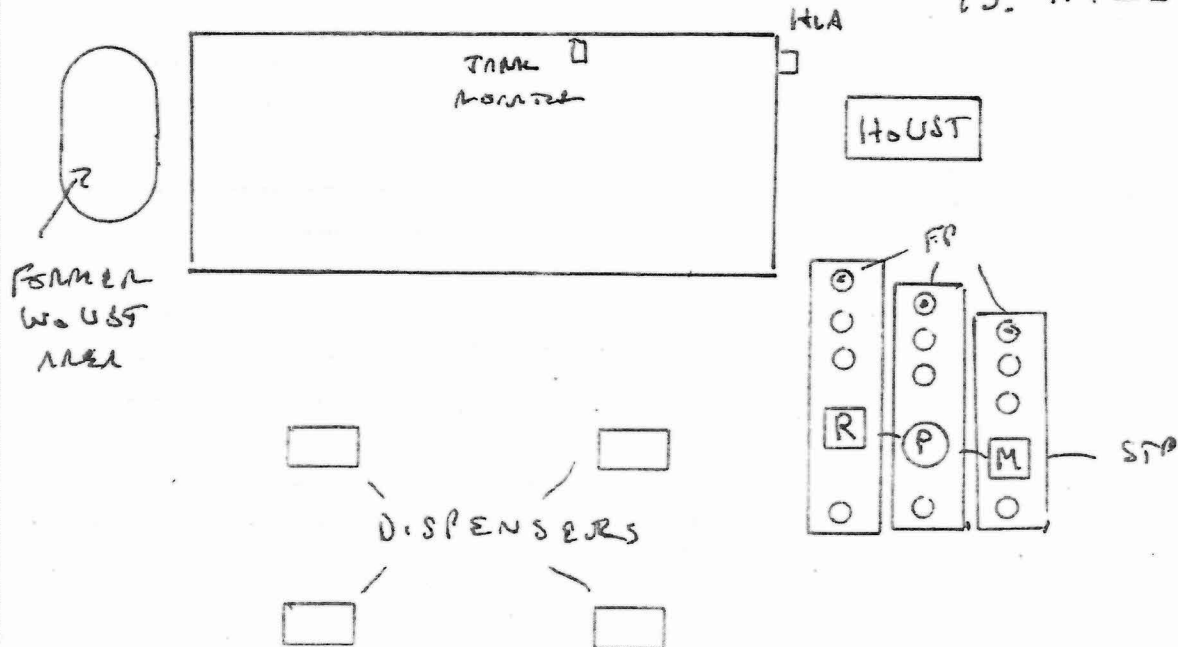 HLA
TANK
MONITOR
HoUST
FORMER
WoUST
AREA
FP
R
P
M
STP
DISPENSERS